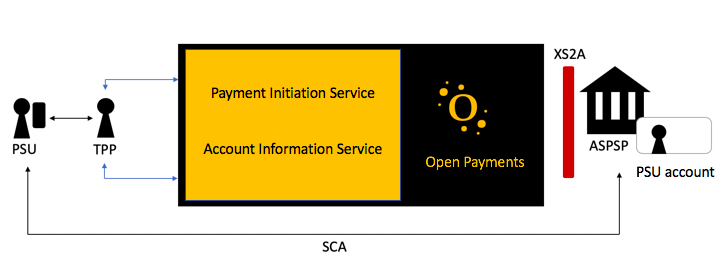 XS2A
Payment Initiation Service
O
PSU
TPP
Account Information Service
Open Payments
ASPSP
PSU account
SCA